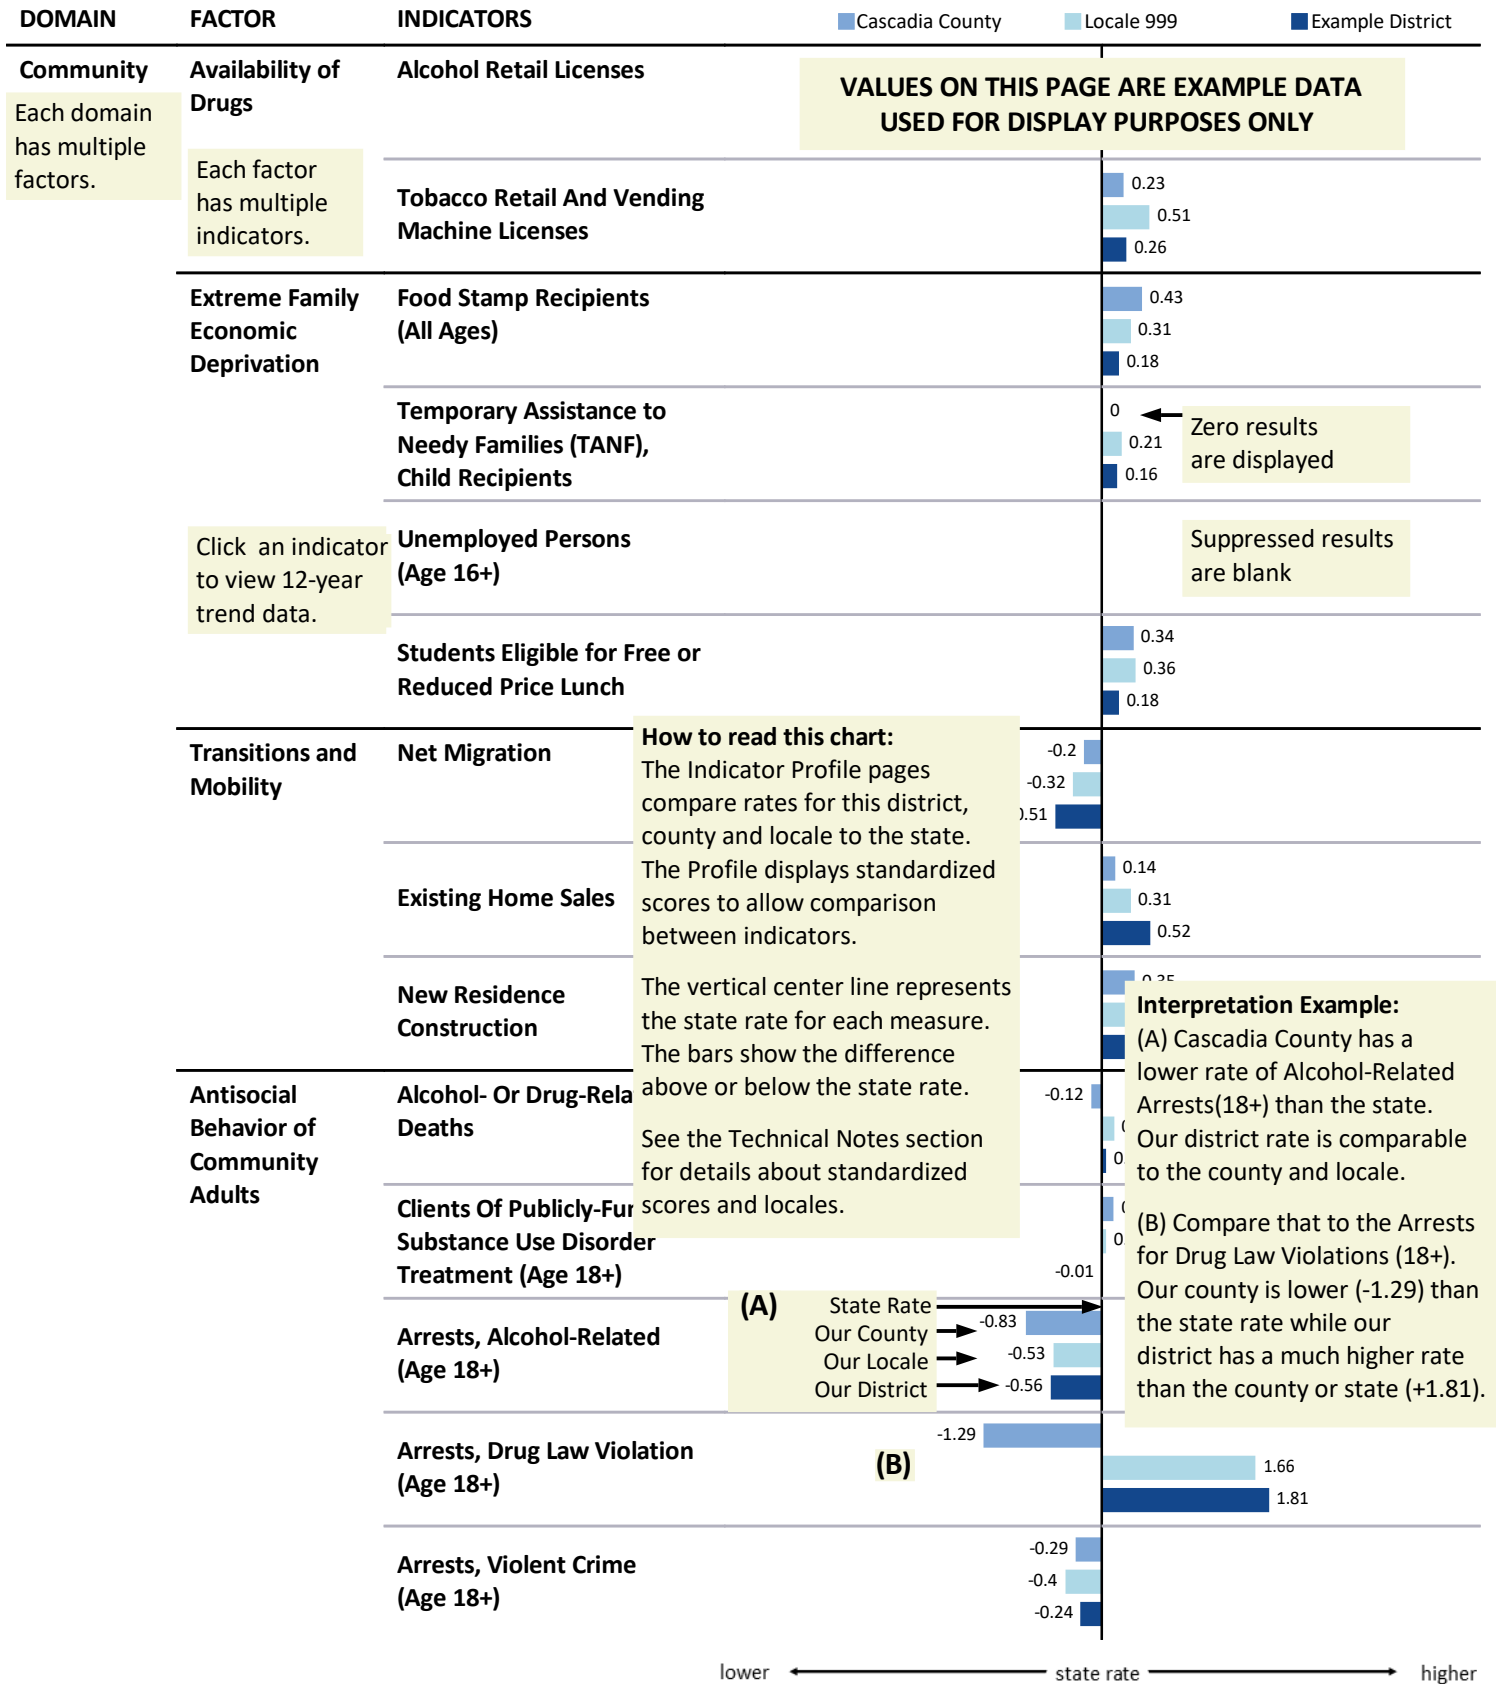 DOMAIN FACTOR INDICATORS Cascadia County Locale 999 Example District
Community
Each domain
has multiple
factors.
Availability of
Drugs
Each factor
has multiple
indicators.
Alcohol Retail Licenses
VALUES ON THIS PAGE ARE EXAMPLE DATA
USED FOR DISPLAY PURPOSES ONLY
Tobacco Retail And Vending
Machine Licenses
0.23
0.51
0.26
Extreme Family
Economic
Deprivation
Food Stamp Recipients
(All Ages)
0.43
0.31
0.18
Temporary Assistance to
Needy Families (TANF),
Child Recipients
0
0.21
0.16
Zero results
are displayed
Click an indicator
to view 12-year
trend data.
Unemployed Persons
(Age 16+)
Suppressed results
are blank
Students Eligible for Free or
Reduced Price Lunch
0.34
0.36
0.18
Transitions and
Mobility
Net Migration
-0.2
-0.32
.51
How to read this chart:
The Indicator Profile pages
compare rates for this district,
county and locale to the state.
The Profile displays standardized
scores to allow comparison
between indicators.
The vertical center line represents
the state rate for each measure.
The bars show the difference
above or below the state rate.
See the Technical Notes section
for details about standardized
scores and locales.
Existing Home Sales
0.14
0.31
0.52
New Residence
Construction
Interpretation Example:
(A) Cascadia County has a
lower rate of Alcohol-Related
Arrests(18+) than the state.
Our district rate is comparable
to the county and locale.
(B) Compare that to the Arrests
for Drug Law Violations (18+).
Our county is lower (-1.29) than
the state rate while our
district has a much higher rate
than the county or state (+1.81).
Antisocial
Behavior of
Community
Adults
Alcohol- Or Drug-Rela
Deaths
-0.12
Clients Of Publicly-Fu
Substance Use Disorder
Treatment (Age 18+)
-0.01
Arrests, Alcohol-Related
(Age 18+)
(A)
State Rate
Our County
Our Locale
Our District
-0.83
-0.53
-0.56
Arrests, Drug Law Violation
(Age 18+)
(B)
-1.29
1.66
1.81
Arrests, Violent Crime
(Age 18+)
-0.29
-0.4
-0.24
lower state rate higher